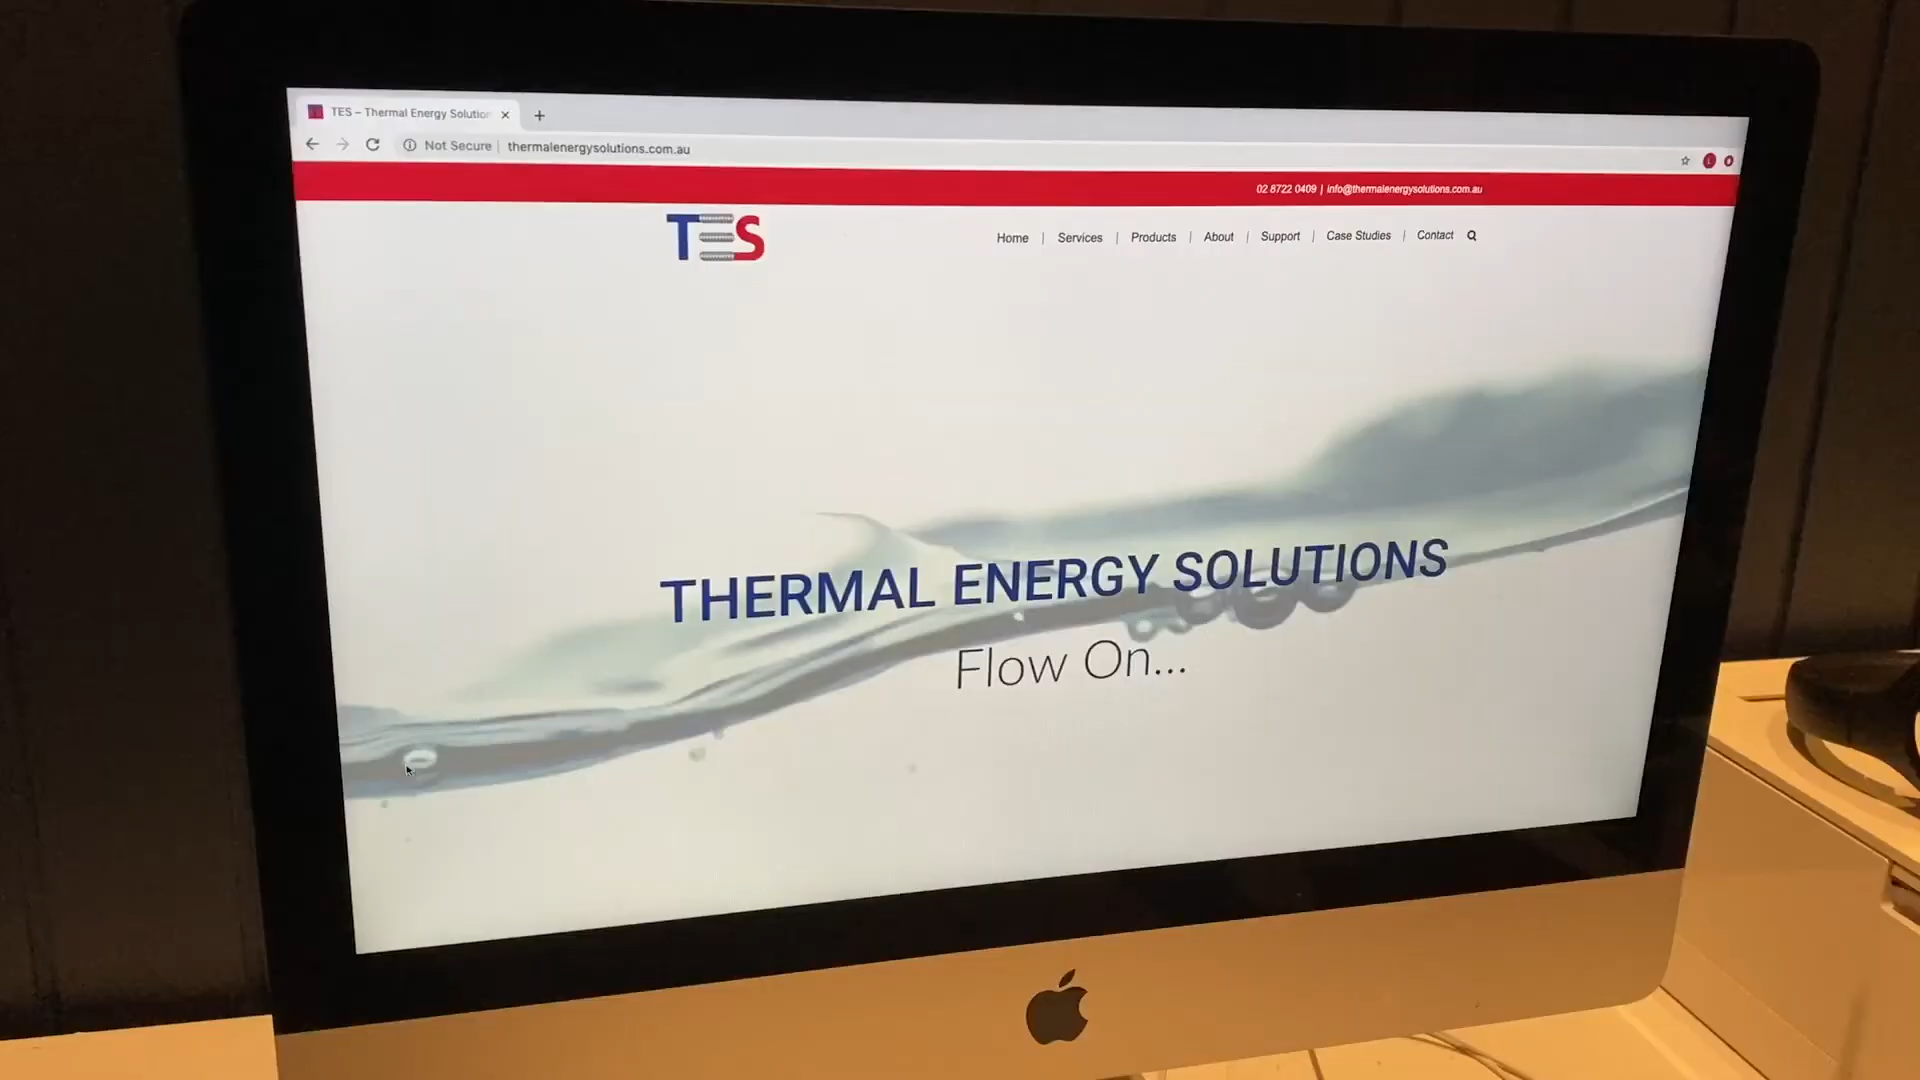 TES – Thermal Energy Solution
Not Secure | thermalenergysolutions.com.au
02 8722 0409 | info@thermalenergysolutions.com.au
TES
Home | Services | Products | About | Support | Case Studies | Contact
THERMAL ENERGY SOLUTIONS
Flow On...